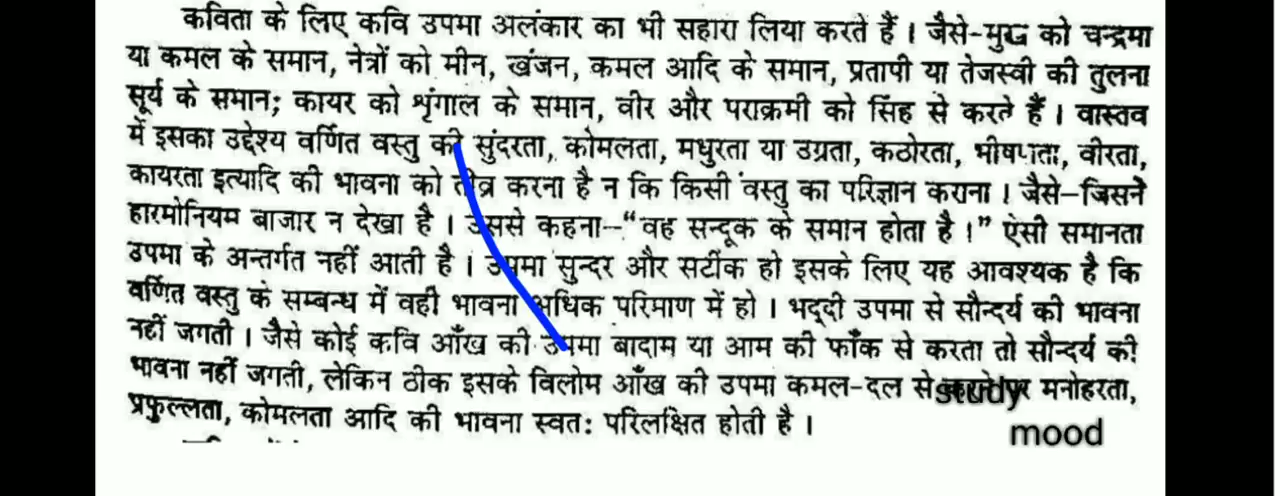 कविता के लिए कवि उपमा अलंकार का भी सहारा लिया करते हैं । जैसे-मुख को चन्द्रमा
या कमल के समान, नेत्रों को मीन, खंजन, कमल आदि के समान, प्रतापी या तेजस्वी की तुलना
सूर्य के समान; कायर को शृंगाल के समान, वीर और पराक्रमी को सिंह से करते हैं । वास्तव
में इसका उद्देश्य वर्णित वस्तु की सुंदरता, कोमलता, मधुरता या उग्रता, कठोरता, भीषणता, वीरता,
कायरता इत्यादि की भावना को तीव्र करना है न कि किसी वस्तु का परिज्ञान कराना । जैसे–जिसने
हारमोनियम बाजार न देखा है । उससे कहना–"वह सन्दूक के समान होता है ।" ऐसी समानता
उपमा के अन्तर्गत नहीं आती है । उपमा सुन्दर और सटीक हो इसके लिए यह आवश्यक है कि
वर्णित वस्तु के सम्बन्ध में वही भावना अधिक परिमाण में हो । भद्दी उपमा से सौन्दर्य की भावना
नहीं जगती । जैसे कोई कवि आँख की उपमा बादाम या आम की फाँक से करता तो सौन्दर्य की
भावना नहीं जगती, लेकिन ठीक इसके विलोम आँख की उपमा कमल-दल से करने पर मनोहरता,
प्रफुल्लता, कोमलता आदि की भावना स्वत: परिलक्षित होती है ।
study
mood